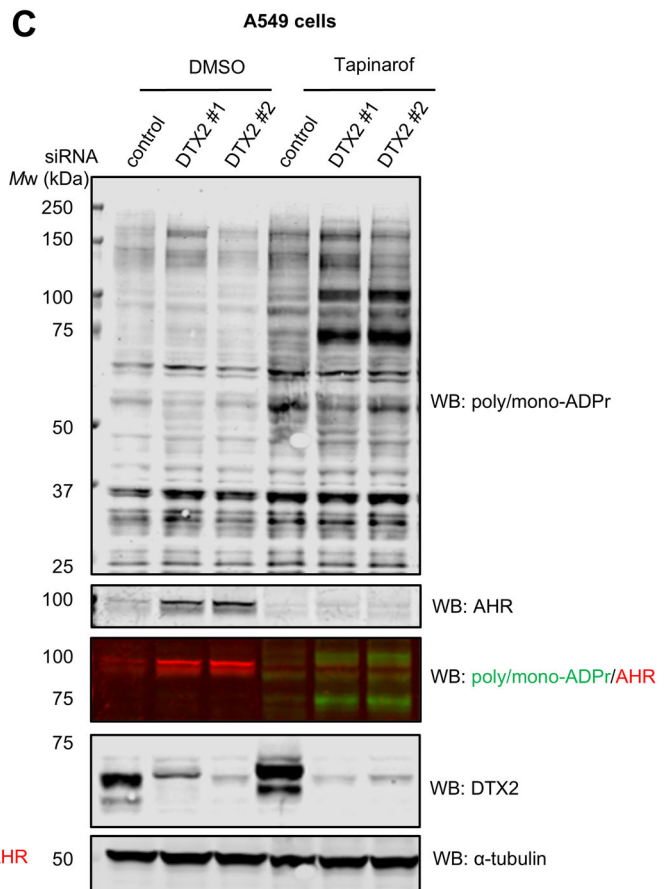 C
A549 cells
DMSO Tapinarof
siRNA control DTX2 #1 DTX2 #2 control DTX2 #1 DTX2 #2
Mw (kDa)
250
150
100
75
WB: poly/mono-ADPr
50
37
25
100 WB: AHR
100
WB: poly/mono-ADPr/AHR
75
75
WB: DTX2
AHR 50 WB: α-tubulin